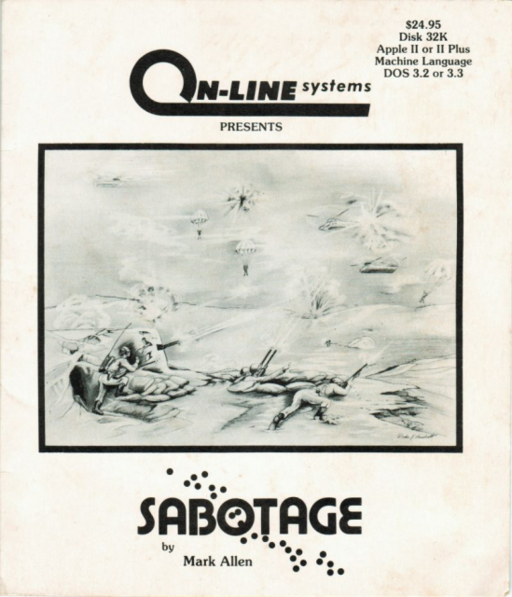 $24.95
Disk 32K
Apple II or II Plus
Machine Language
DOS 3.2 or 3.3
ON-LINE systems
PRESENTS
SABOTAGE
by
Mark Allen